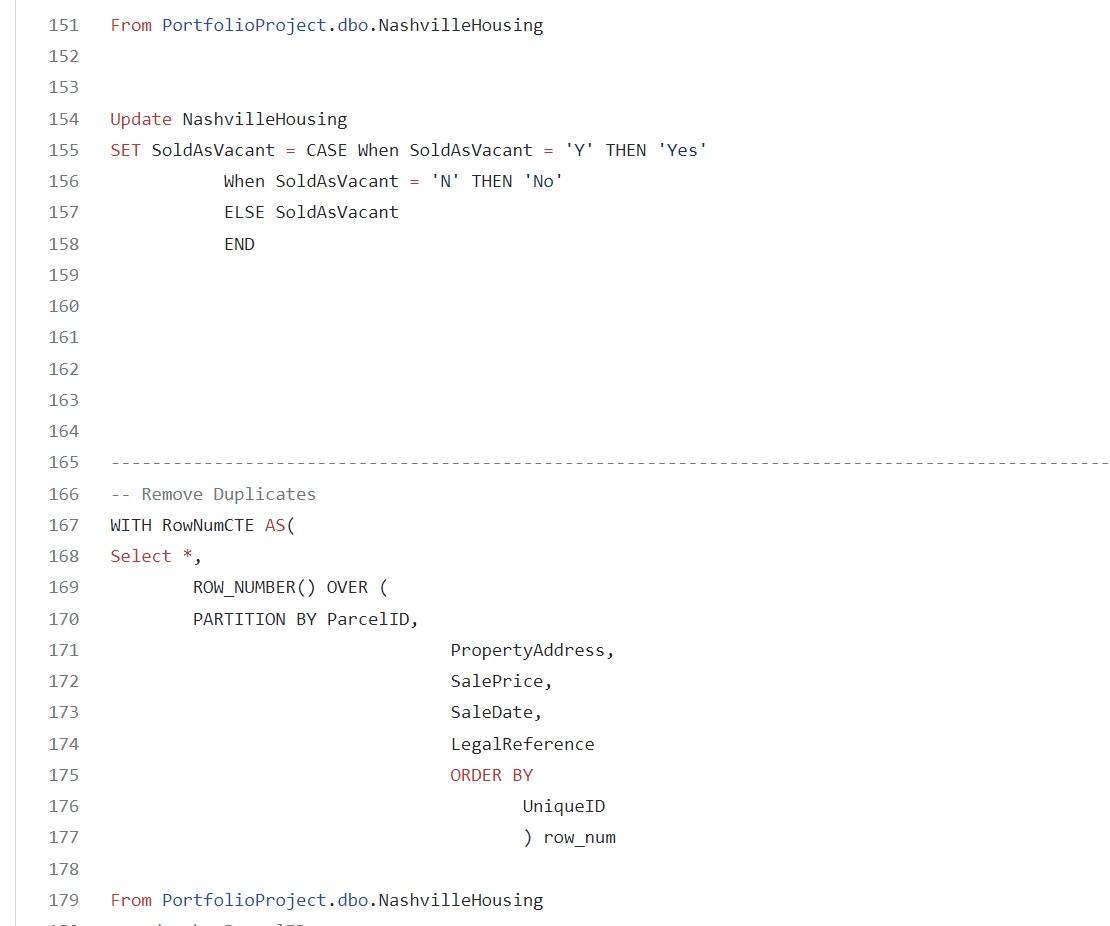 151 From PortfolioProject.dbo.NashvilleHousing
152
153
154 Update NashvilleHousing
155 SET SoldAsVacant = CASE When SoldAsVacant = 'Y' THEN 'Yes'
156 When SoldAsVacant = 'N' THEN 'No'
157 ELSE SoldAsVacant
158 END
159
160
161
162
163
164
165 -------------------------------------------------------------------------------------------------
166 -- Remove Duplicates
167 WITH RowNumCTE AS(
168 Select *,
169 ROW_NUMBER() OVER (
170 PARTITION BY ParcelID,
171 PropertyAddress,
172 SalePrice,
173 SaleDate,
174 LegalReference
175 ORDER BY
176 UniqueID
177 ) row_num
178
179 From PortfolioProject.dbo.NashvilleHousing